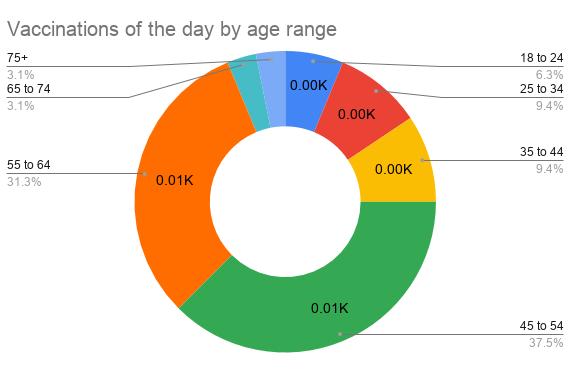 Vaccinations of the day by age range
75+
3.1%
65 to 74
3.1%
55 to 64
31.3%
18 to 24
6.3%
25 to 34
9.4%
35 to 44
9.4%
45 to 54
37.5%
0.00K
0.00K
0.00K
0.01K
0.01K